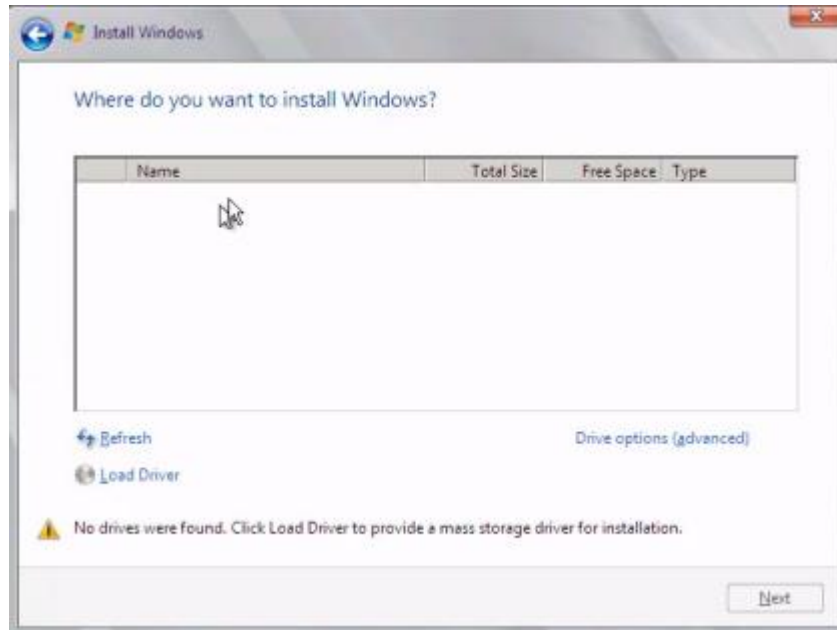 Install Windows
Where do you want to install Windows?
Name Total Size Free Space Type
Refresh Drive options (advanced)
Load Driver
No drives were found. Click Load Driver to provide a mass storage driver for installation.
Next